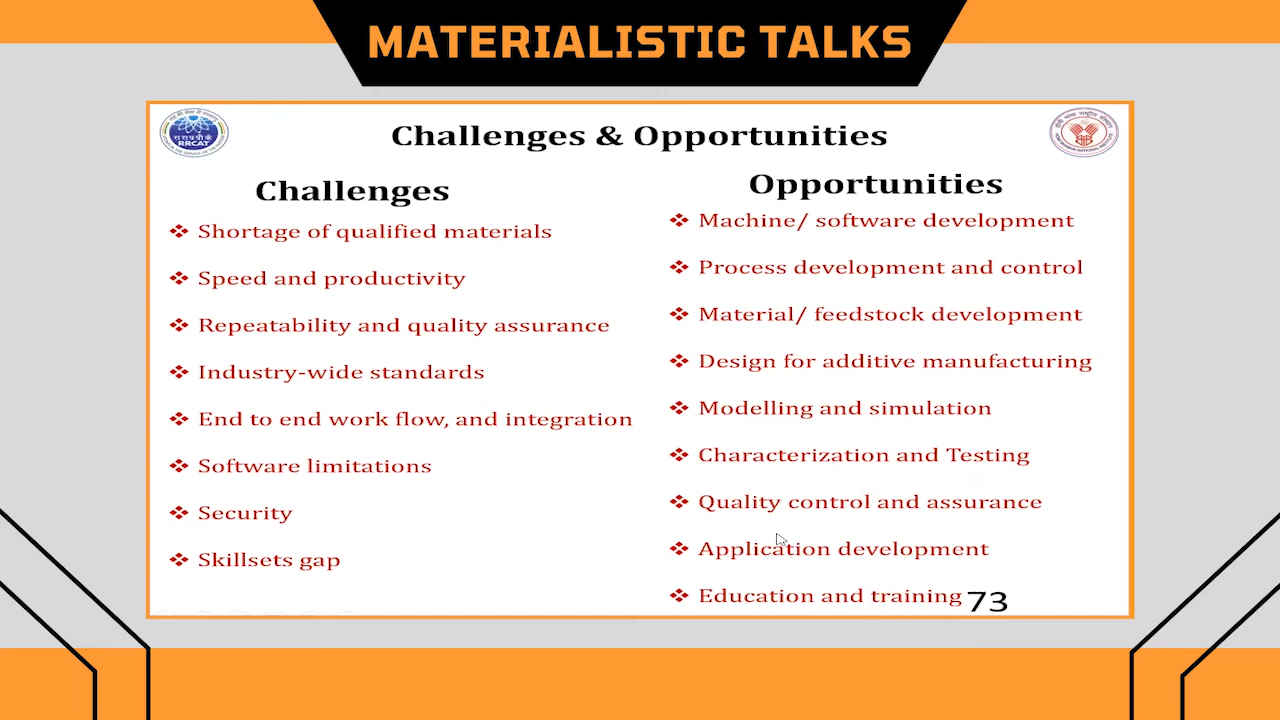 MATERIALISTIC TALKS
RRCAT
Challenges & Opportunities
Challenges
❖ Shortage of qualified materials
❖ Speed and productivity
❖ Repeatability and quality assurance
❖ Industry-wide standards
❖ End to end work flow, and integration
❖ Software limitations
❖ Security
❖ Skillsets gap
Opportunities
❖ Machine/ software development
❖ Process development and control
❖ Material/ feedstock development
❖ Design for additive manufacturing
❖ Modelling and simulation
❖ Characterization and Testing
❖ Quality control and assurance
❖ Application development
❖ Education and training
73